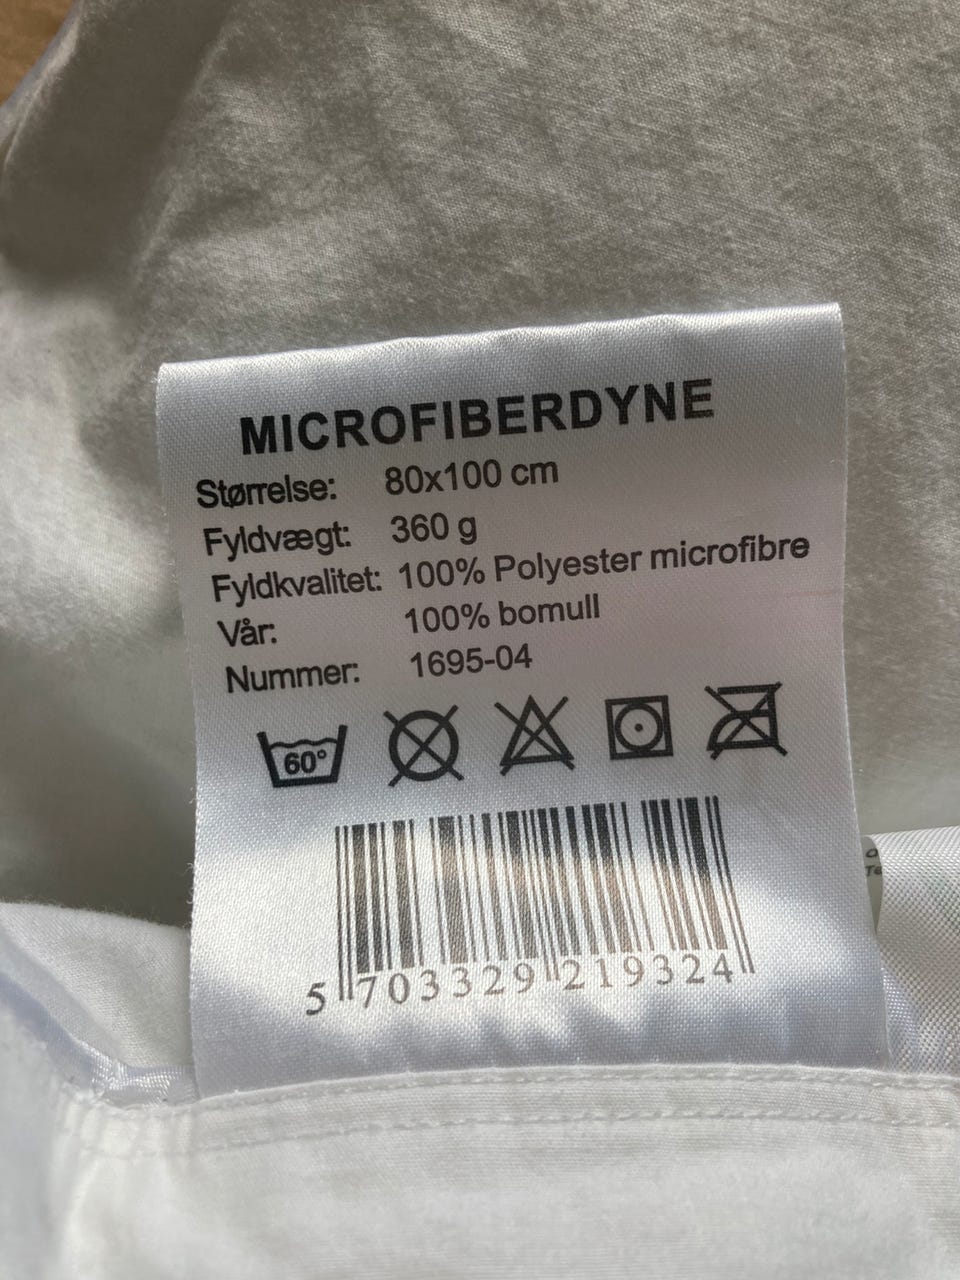 MICROFIBERDYNE
Størrelse: 80x100 cm
Fyldvægt: 360 g
Fyldkvalitet: 100% Polyester microfibre
Vår: 100% bomull
Nummer: 1695-04
60°
5 703329 219324